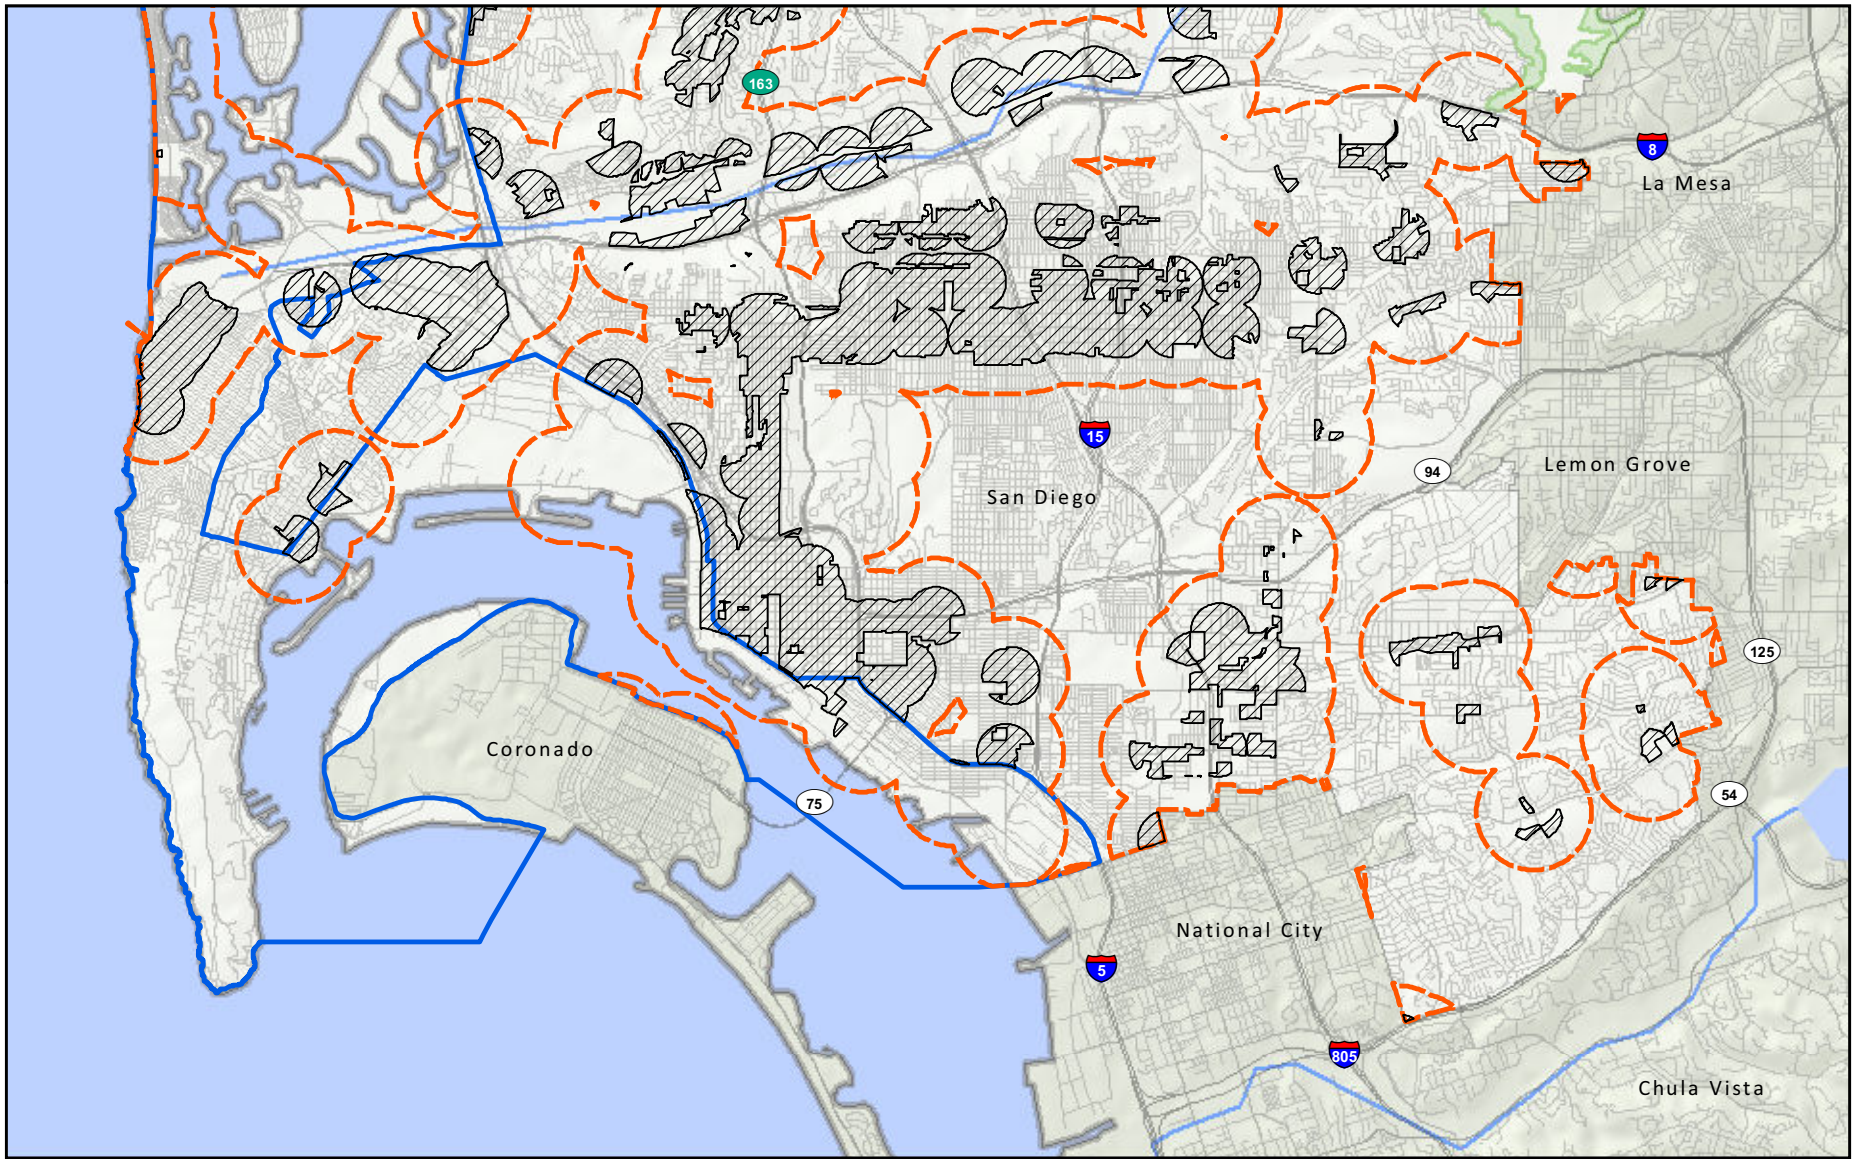 163
8
La Mesa
15
94
Lemon Grove
San Diego
125
Coronado
75
54
National City
5
805
Chula Vista